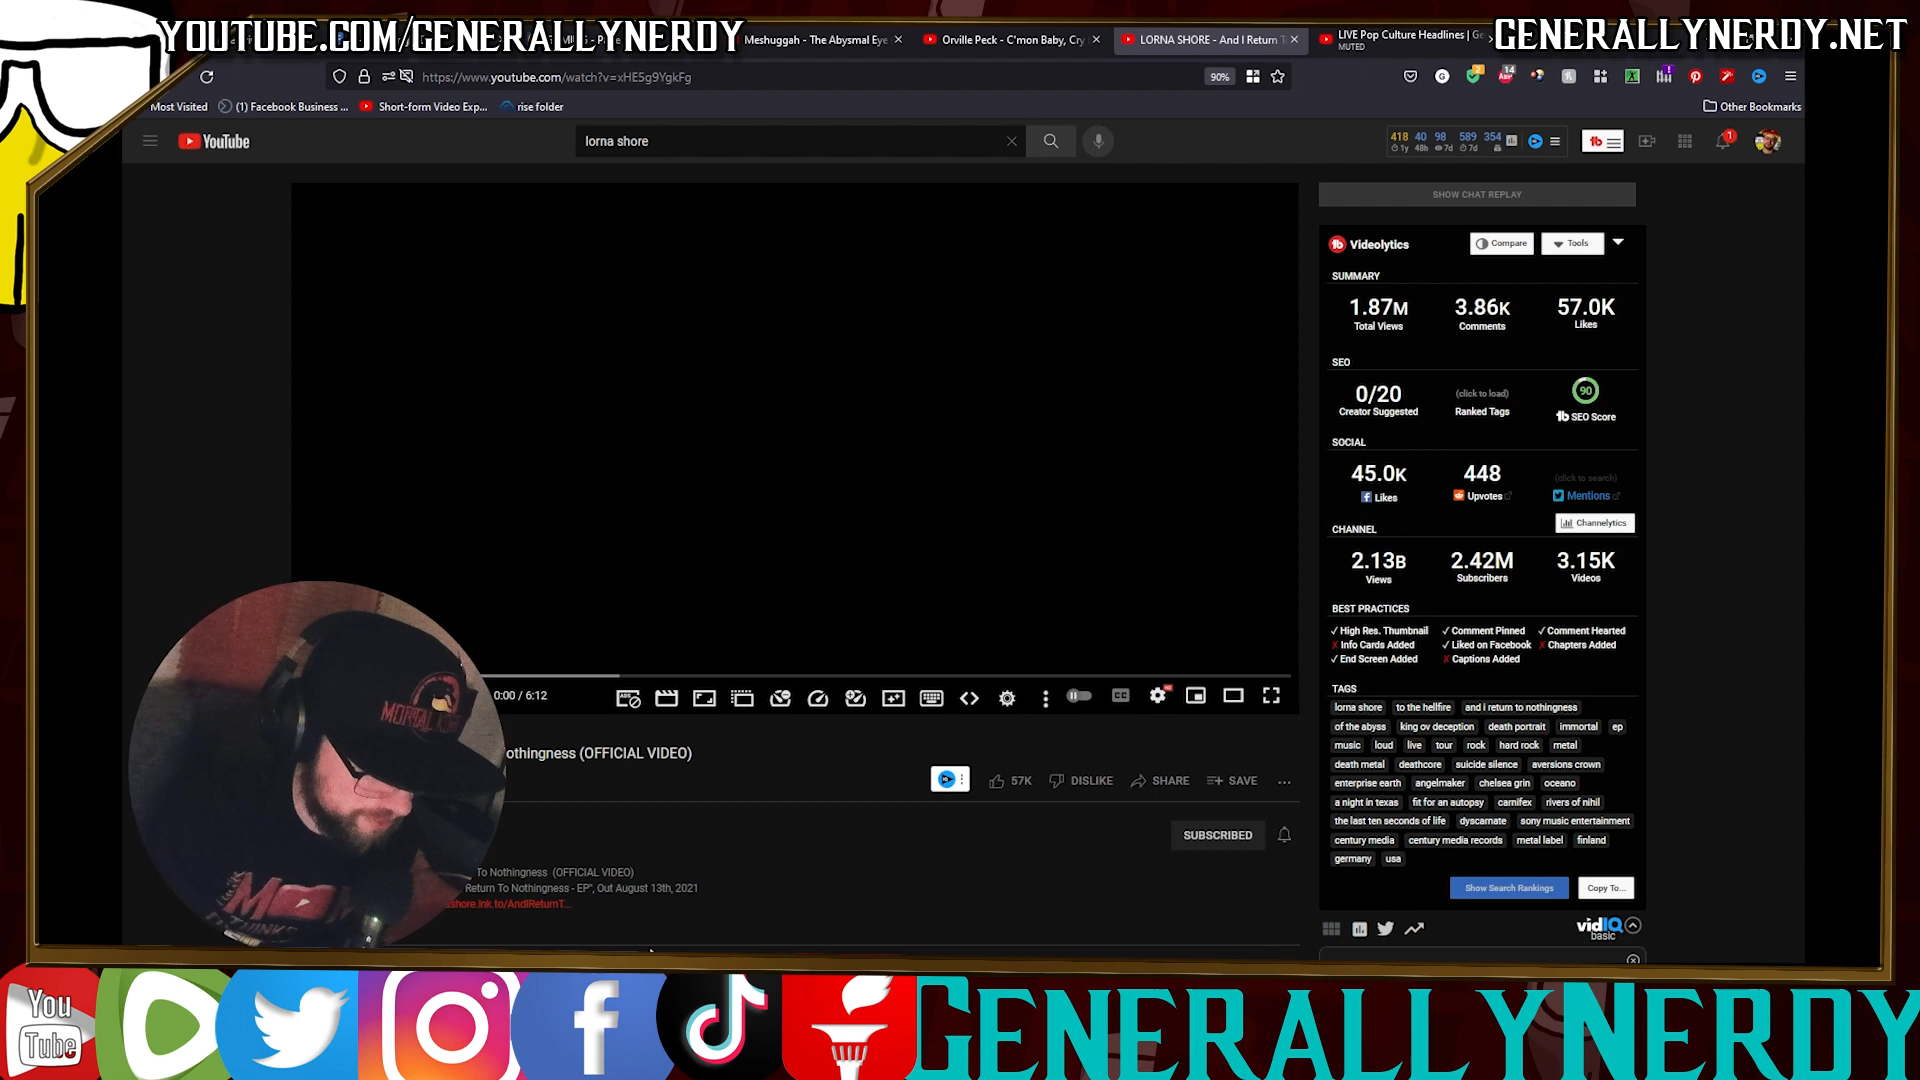 YOUTUBE.COM/GENERALLYNERDY
GENERALLYNERDY.NET
Meshuggah - The Abysmal Eye
Orville Peck - C'mon Baby, Cry
LORNA SHORE - And I Return T
LIVE Pop Culture Headlines | Ge
MUTED
https://www.youtube.com/watch?v=xHE5g9YgkFg
90%
14
Most Visited
(1) Facebook Business ...
Short-form Video Exp...
rise folder
Other Bookmarks
YouTube
lorna shore
418 40 98 589 354
1y 48h 7d 7d
1
SHOW CHAT REPLAY
Videolytics
Compare
Tools
SUMMARY
1.87M 3.86K 57.0K
Total Views Comments Likes
SEO
0/20 (click to load) 90
Creator Suggested Ranked Tags SEO Score
SOCIAL
45.0K 448 (click to search)
Likes Upvotes Mentions
Channelytics
CHANNEL
2.13B 2.42M 3.15K
Views Subscribers Videos
BEST PRACTICES
✓ High Res. Thumbnail ✓ Comment Pinned ✓ Comment Hearted
✗ Info Cards Added ✓ Liked on Facebook ✗ Chapters Added
✓ End Screen Added ✗ Captions Added
TAGS
lorna shore to the hellfire and i return to nothingness
of the abyss king ov deception death portrait immortal ep
music loud live tour rock hard rock metal
death metal deathcore suicide silence aversions crown
enterprise earth angelmaker chelsea grin oceano
a night in texas fit for an autopsy carnifex rivers of nihil
the last ten seconds of life dyscarnate sony music entertainment
century media century media records metal label finland
germany usa
Show Search Rankings
Copy To...
vidIQ
basic
0:00 / 6:12
othingness (OFFICIAL VIDEO)
57K DISLIKE SHARE SAVE ...
SUBSCRIBED
To Nothingness (OFFICIAL VIDEO)
Return To Nothingness - EP", Out August 13th, 2021
shore.lnk.to/AndIReturnT...
MORTAL
THINKS
You
Tube
GENERALLYNERDY